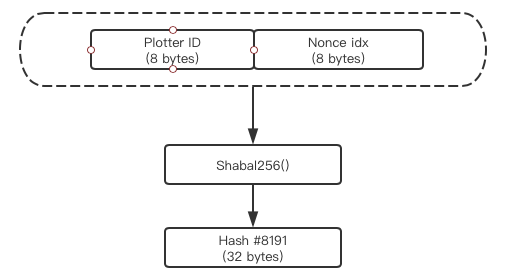 Plotter ID
(8 bytes)
Nonce idx
(8 bytes)
Shabal256()
Hash #8191
(32 bytes)